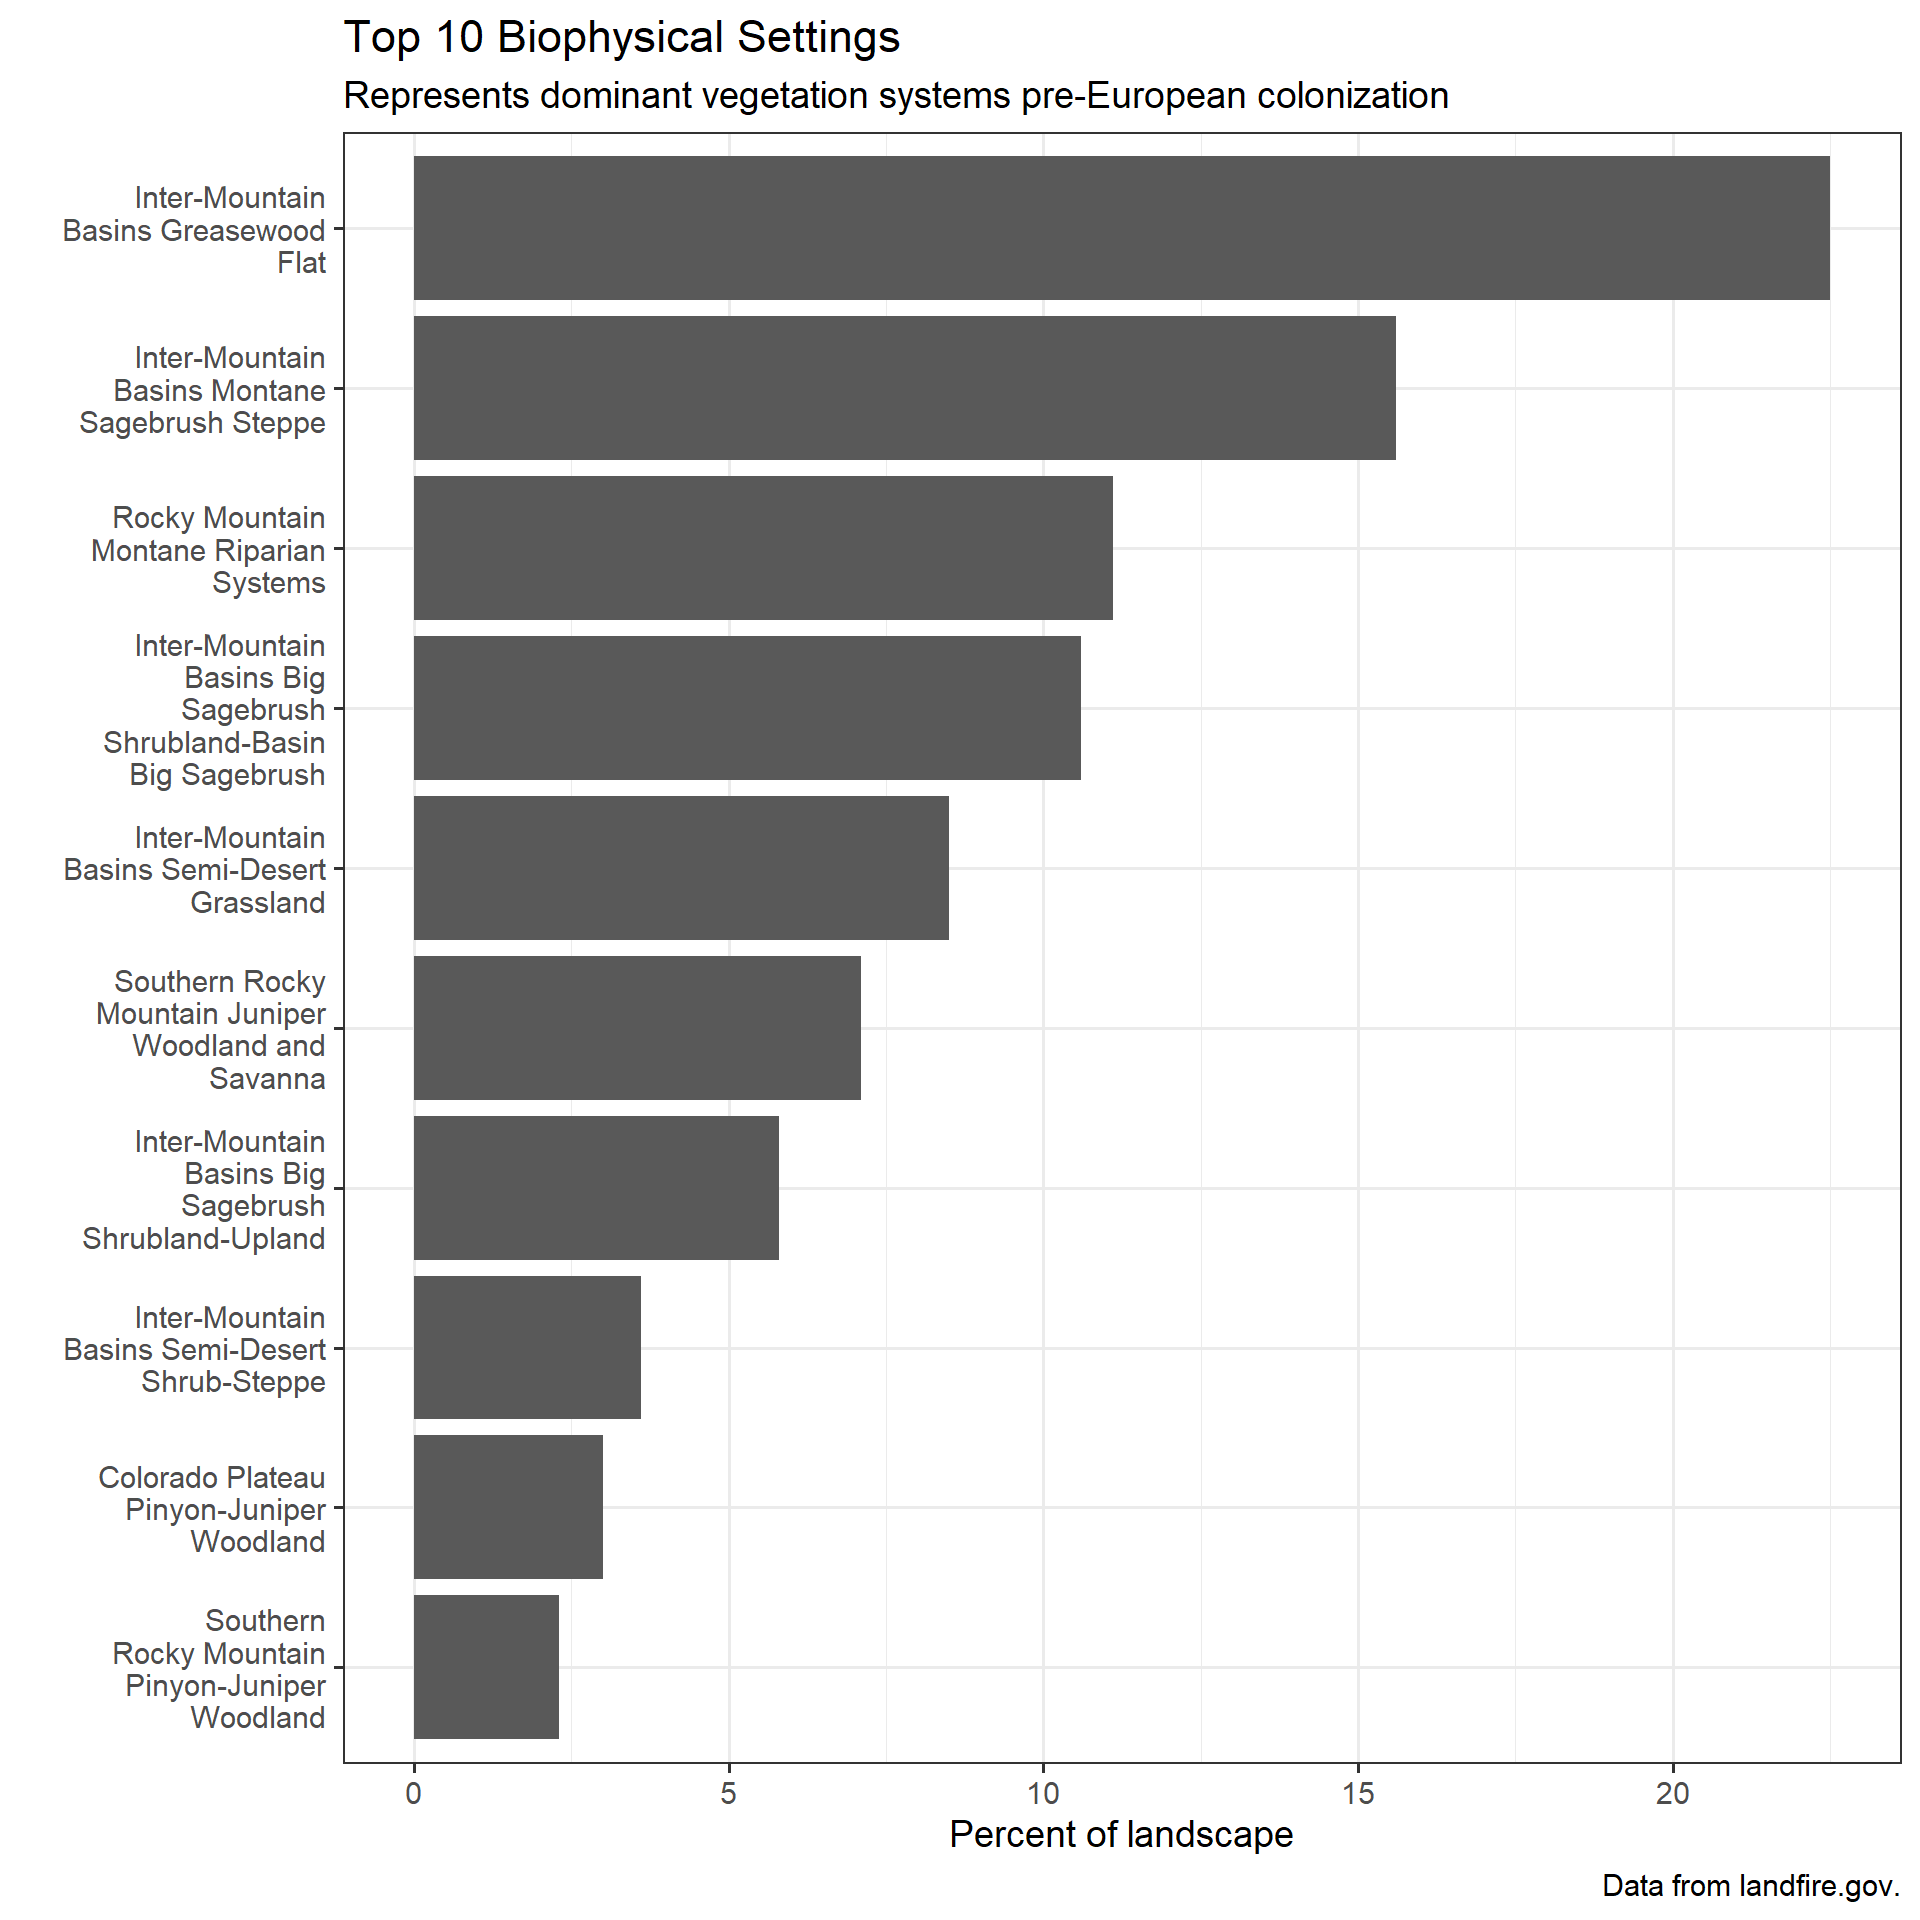 Top 10 Biophysical Settings
Represents dominant vegetation systems pre-European colonization
Inter-Mountain
Basins Greasewood
Flat
Inter-Mountain
Basins Montane
Sagebrush Steppe
Rocky Mountain
Montane Riparian
Systems
Inter-Mountain
Basins Big
Sagebrush
Shrubland-Basin
Big Sagebrush
Inter-Mountain
Basins Semi-Desert
Grassland
Southern Rocky
Mountain Juniper
Woodland and
Savanna
Inter-Mountain
Basins Big
Sagebrush
Shrubland-Upland
Inter-Mountain
Basins Semi-Desert
Shrub-Steppe
Colorado Plateau
Pinyon-Juniper
Woodland
Southern
Rocky Mountain
Pinyon-Juniper
Woodland
0 5 10 15 20
Percent of landscape
Data from landfire.gov.